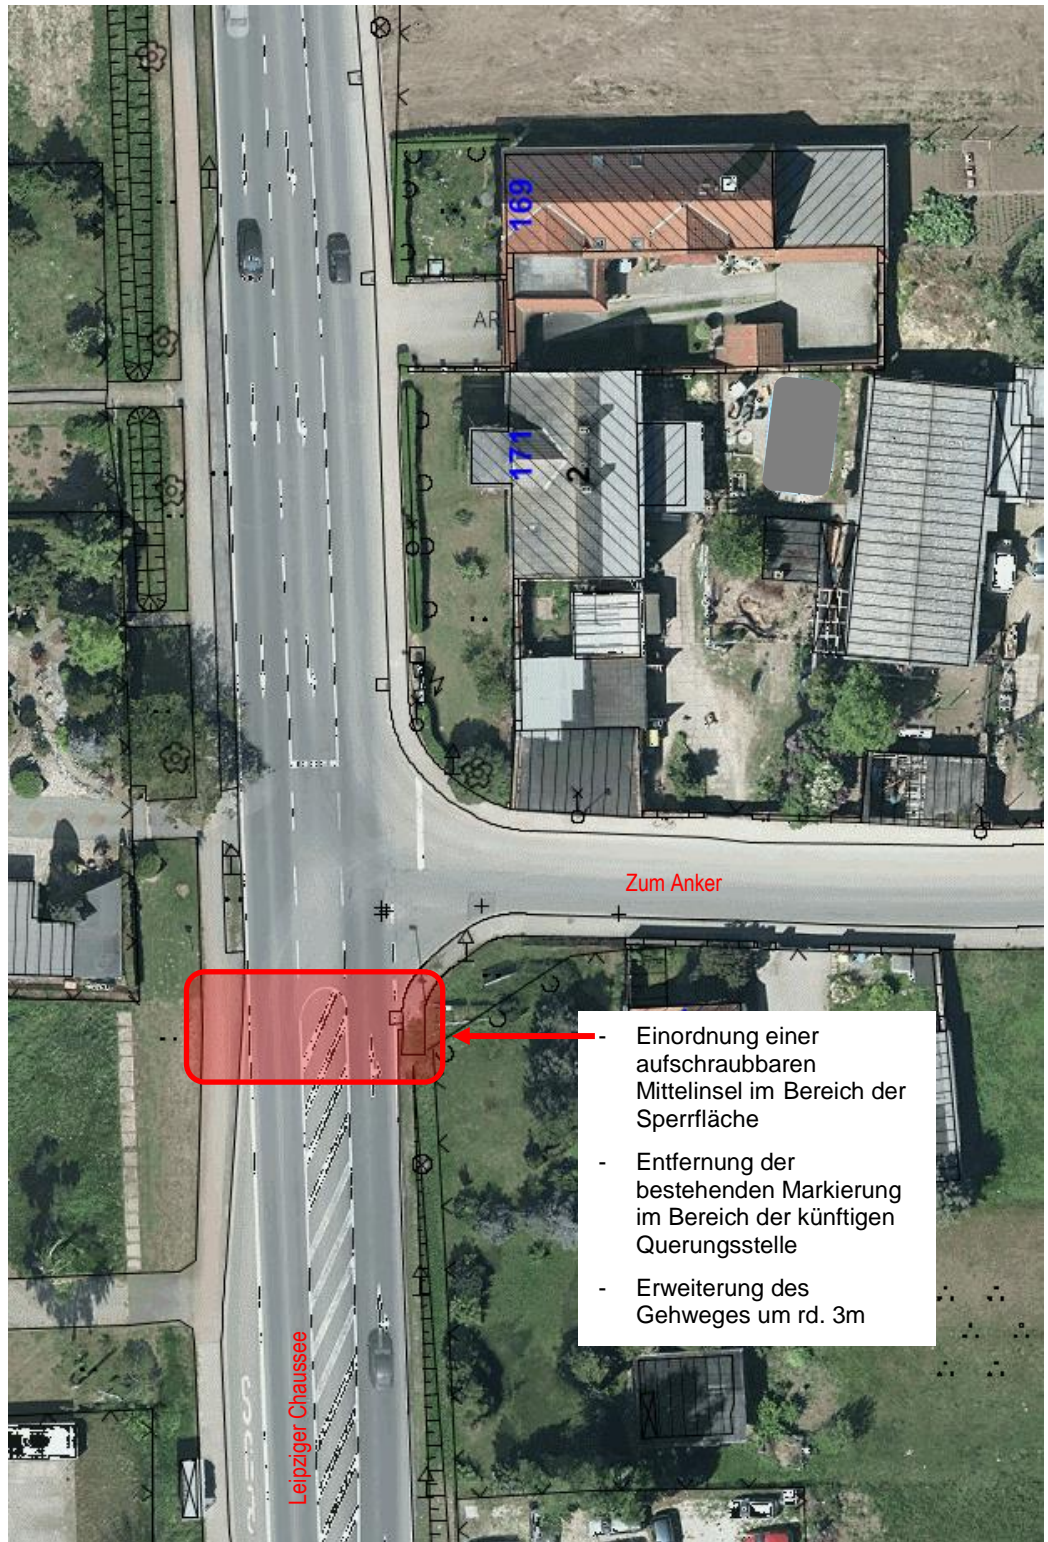 169
AR
171
2
Zum Anker
- Einordnung einer
aufschraubbaren
Mittelinsel im Bereich der
Sperrfläche
- Entfernung der
bestehenden Markierung
im Bereich der künftigen
Querungsstelle
- Erweiterung des
Gehweges um rd. 3m
Leipziger Chaussee